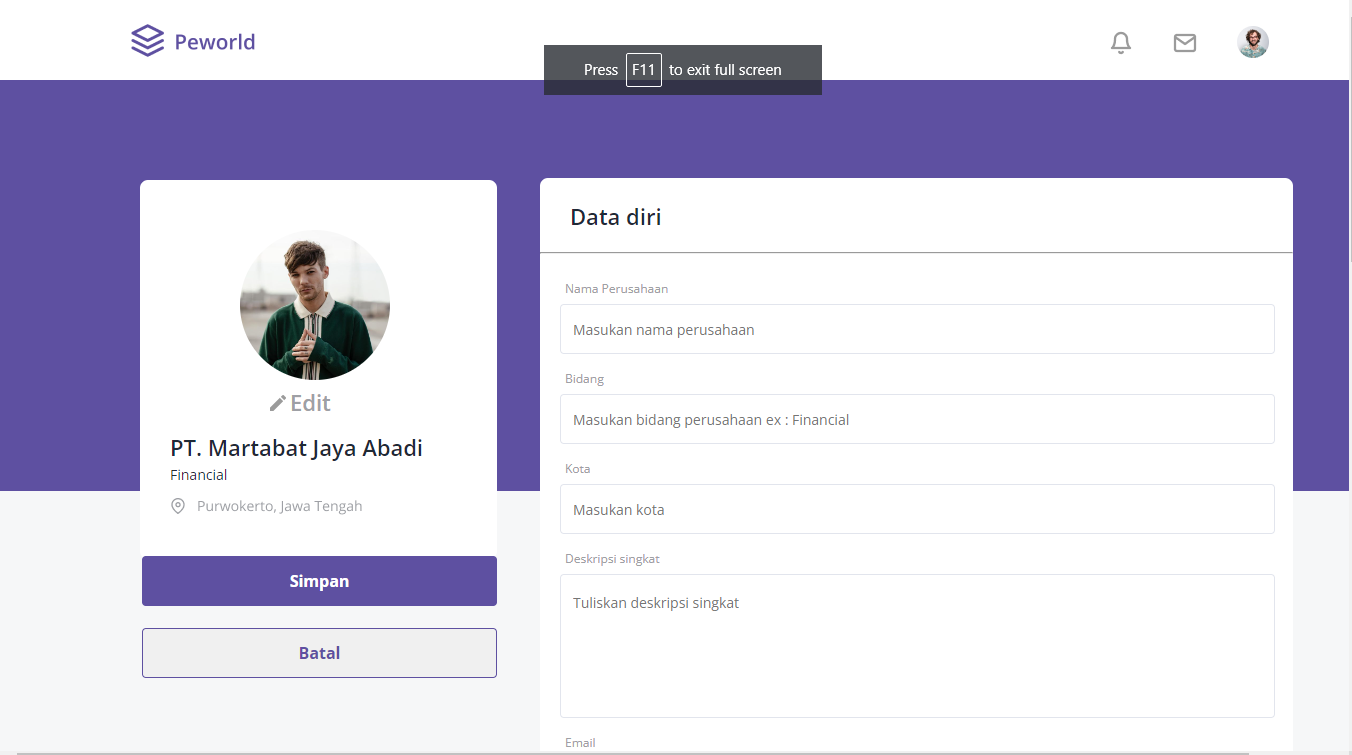 Peworld
Press F11 to exit full screen
Edit
PT. Martabat Jaya Abadi
Financial
Purwokerto, Jawa Tengah
Simpan
Batal
Data diri
Nama Perusahaan
Masukan nama perusahaan
Bidang
Masukan bidang perusahaan ex : Financial
Kota
Masukan kota
Deskripsi singkat
Tuliskan deskripsi singkat
Email